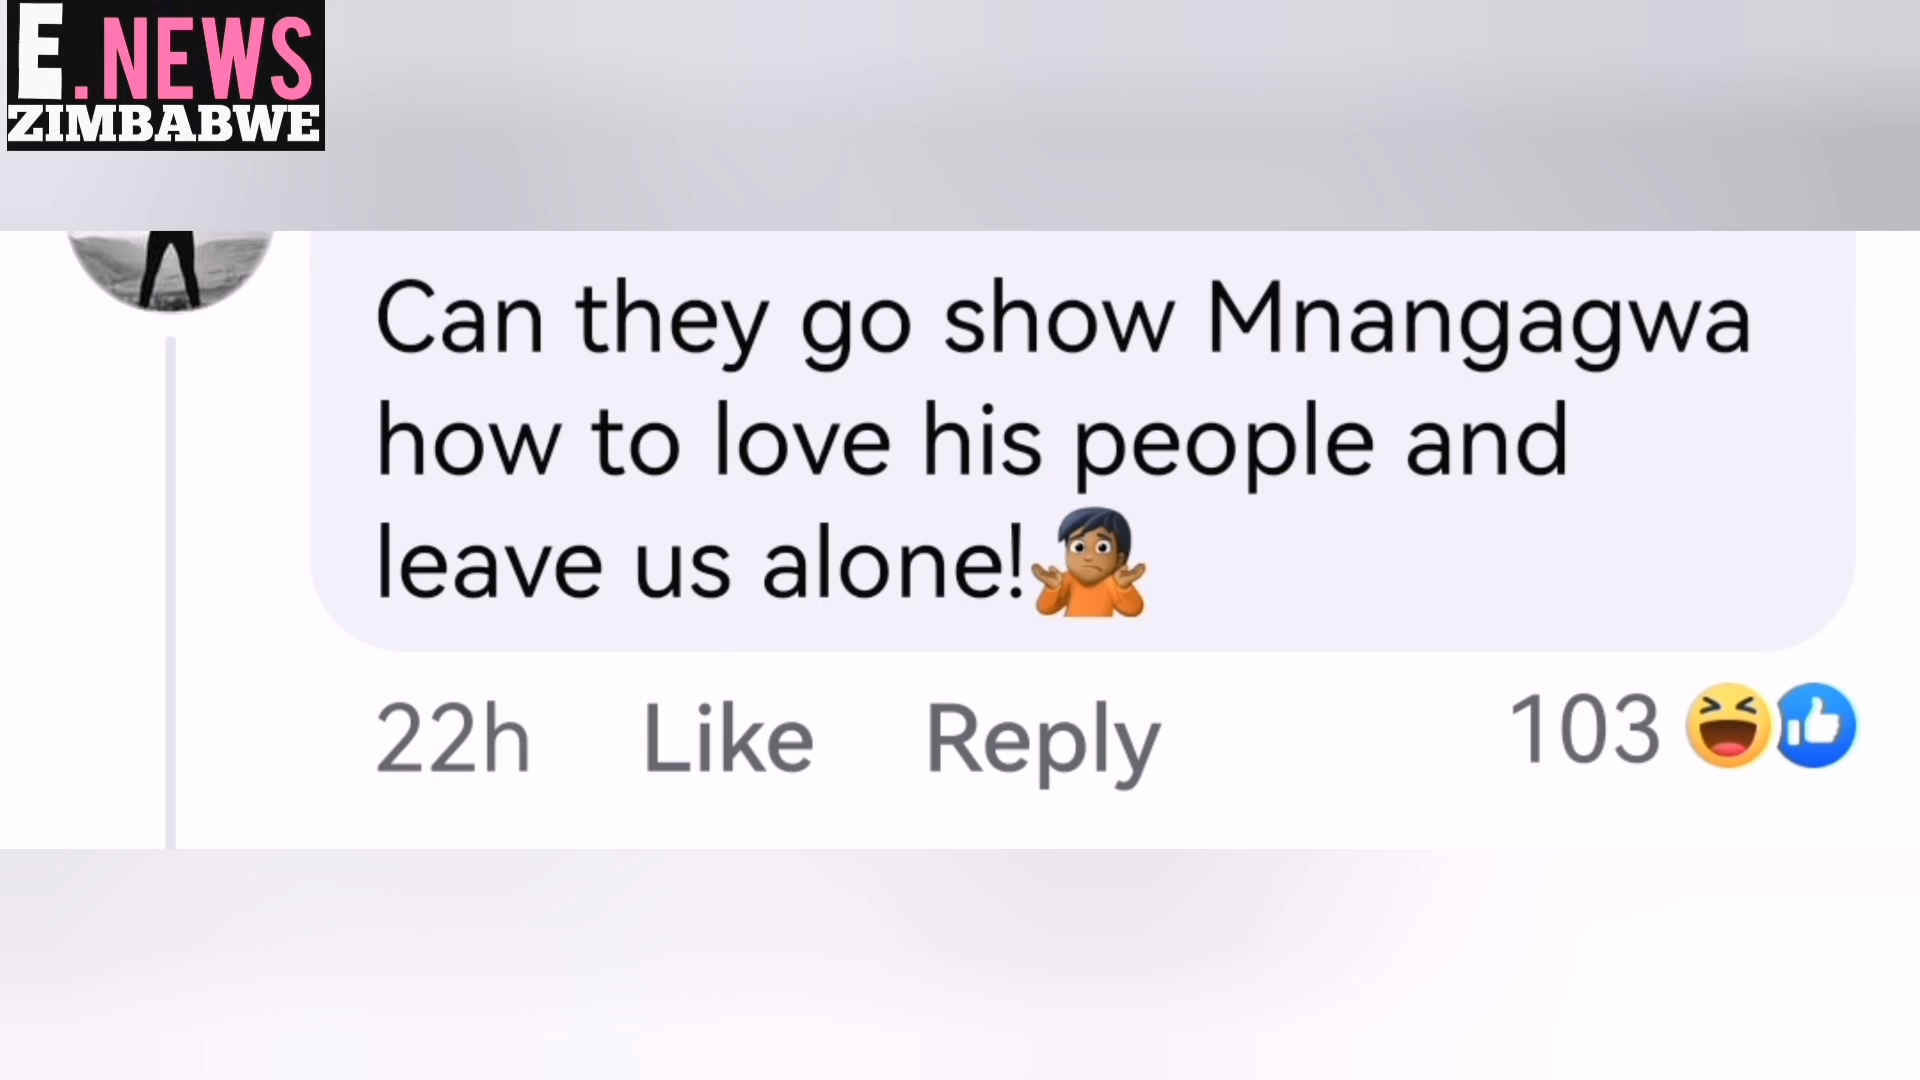 E.NEWS
ZIMBABWE
Can they go show Mnangagwa
how to love his people and
leave us alone!🤷🏾
22h Like Reply 103